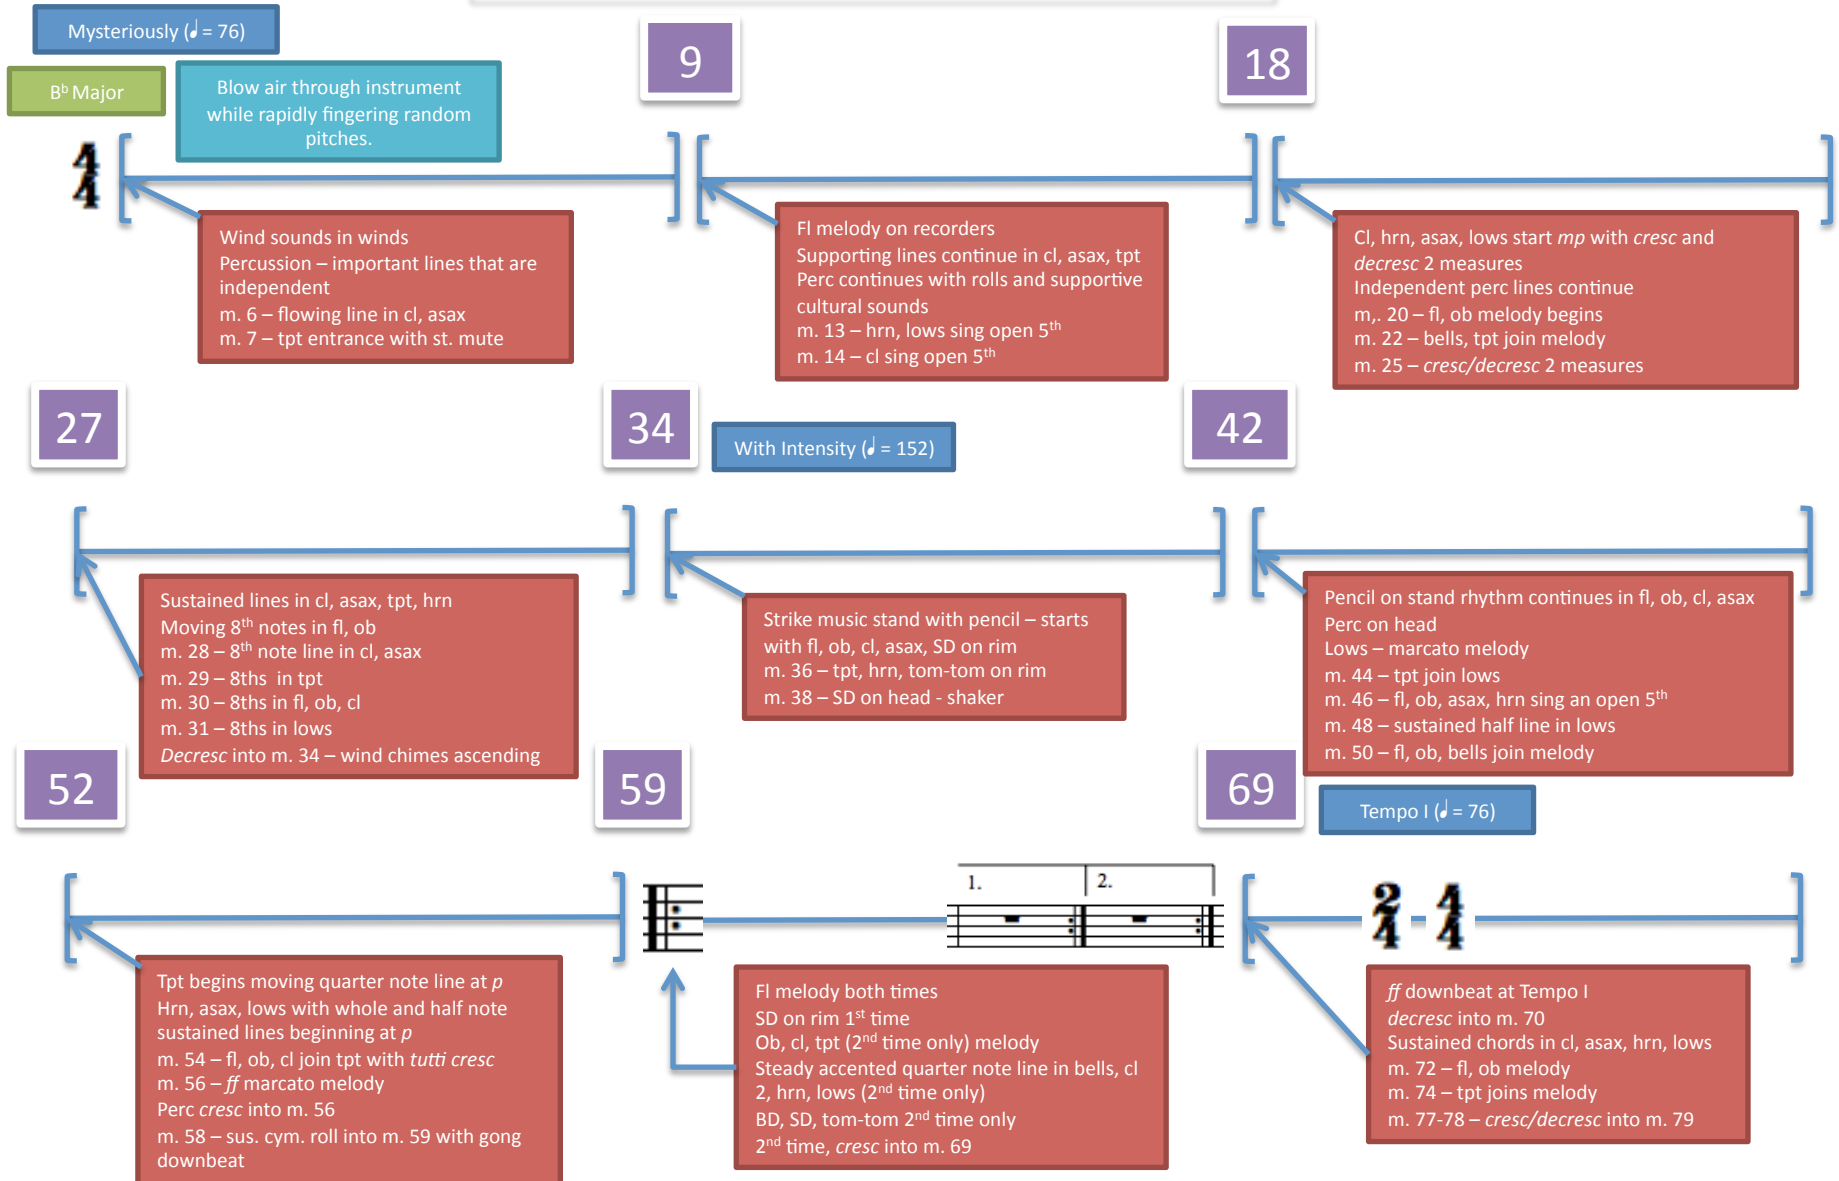 Mysteriously (♩ = 76)
9
18
B♭ Major
Blow air through instrument
while rapidly fingering random
pitches.
4
4
Wind sounds in winds
Percussion – important lines that are
independent
m. 6 – flowing line in cl, asax
m. 7 – tpt entrance with st. mute
Fl melody on recorders
Supporting lines continue in cl, asax, tpt
Perc continues with rolls and supportive
cultural sounds
m. 13 – hrn, lows sing open 5th
m. 14 – cl sing open 5th
Cl, hrn, asax, lows start mp with cresc and
decresc 2 measures
Independent perc lines continue
m,. 20 – fl, ob melody begins
m. 22 – bells, tpt join melody
m. 25 – cresc/decresc 2 measures
27
34
With Intensity (♩ = 152)
42
Sustained lines in cl, asax, tpt, hrn
Moving 8th notes in fl, ob
m. 28 – 8th note line in cl, asax
m. 29 – 8ths in tpt
m. 30 – 8ths in fl, ob, cl
m. 31 – 8ths in lows
Decresc into m. 34 – wind chimes ascending
Strike music stand with pencil – starts
with fl, ob, cl, asax, SD on rim
m. 36 – tpt, hrn, tom-tom on rim
m. 38 – SD on head - shaker
Pencil on stand rhythm continues in fl, ob, cl, asax
Perc on head
Lows – marcato melody
m. 44 – tpt join lows
m. 46 – fl, ob, asax, hrn sing an open 5th
m. 48 – sustained half line in lows
m. 50 – fl, ob, bells join melody
52
59
69
Tempo I (♩ = 76)
1.
2.
2
4
4
4
Tpt begins moving quarter note line at p
Hrn, asax, lows with whole and half note
sustained lines beginning at p
m. 54 – fl, ob, cl join tpt with tutti cresc
m. 56 – ff marcato melody
Perc cresc into m. 56
m. 58 – sus. cym. roll into m. 59 with gong
downbeat
Fl melody both times
SD on rim 1st time
Ob, cl, tpt (2nd time only) melody
Steady accented quarter note line in bells, cl
2, hrn, lows (2nd time only)
BD, SD, tom-tom 2nd time only
2nd time, cresc into m. 69
ff downbeat at Tempo I
decresc into m. 70
Sustained chords in cl, asax, hrn, lows
m. 72 – fl, ob melody
m. 74 – tpt joins melody
m. 77-78 – cresc/decresc into m. 79